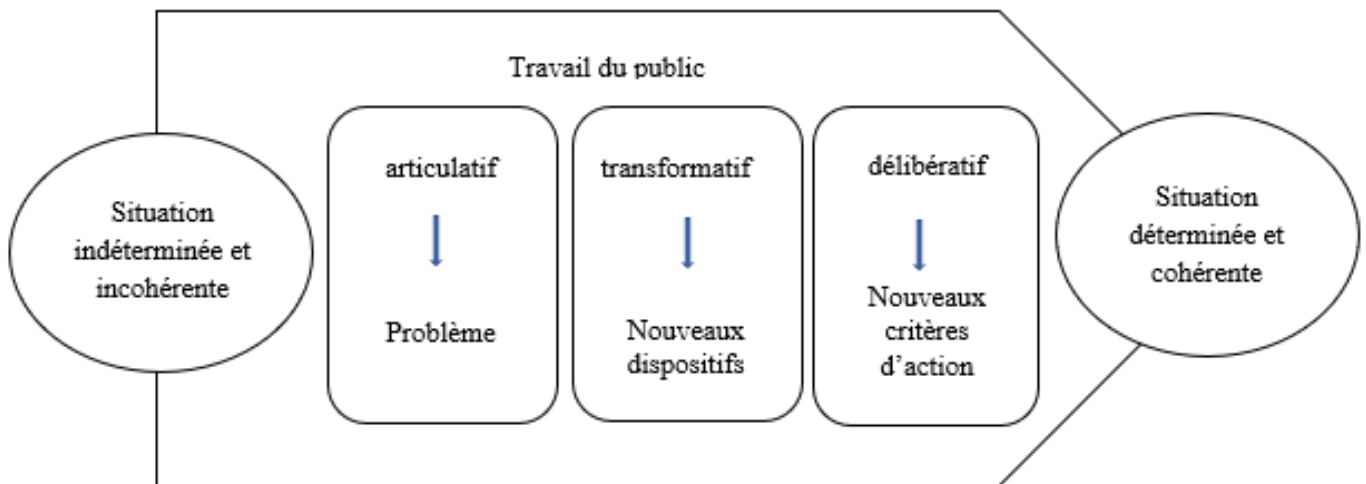 Travail du public
Situation
indéterminée et
incohérente
articulatif
Problème
transformatif
Nouveaux
dispositifs
délibératif
Nouveaux
critères
d'action
Situation
déterminée et
cohérente